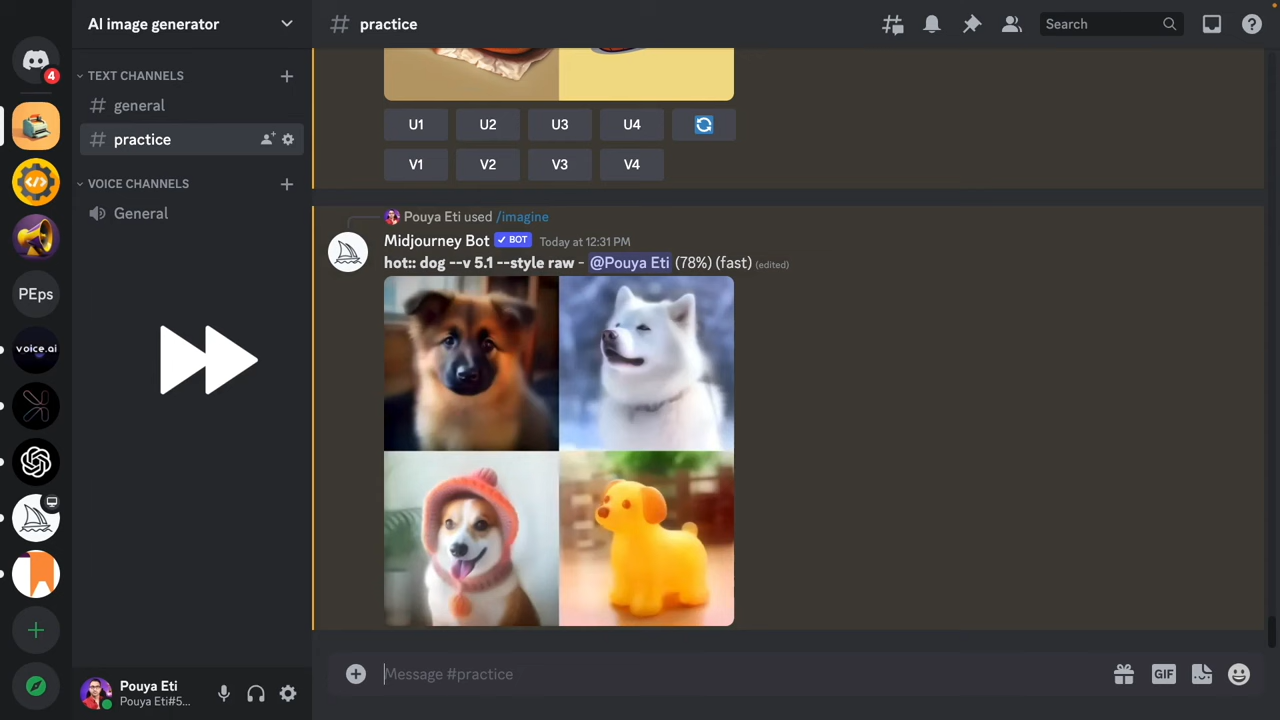 AI image generator
# practice
Search
4
TEXT CHANNELS
# general
# practice
VOICE CHANNELS
General
PEps
voice.ai
U1 U2 U3 U4
V1 V2 V3 V4
Pouya Eti used /imagine
Midjourney Bot ✓ BOT Today at 12:31 PM
hot:: dog --v 5.1 --style raw - @Pouya Eti (78%) (fast) (edited)
Pouya Eti
Pouya Eti#5...
Message #practice
GIF